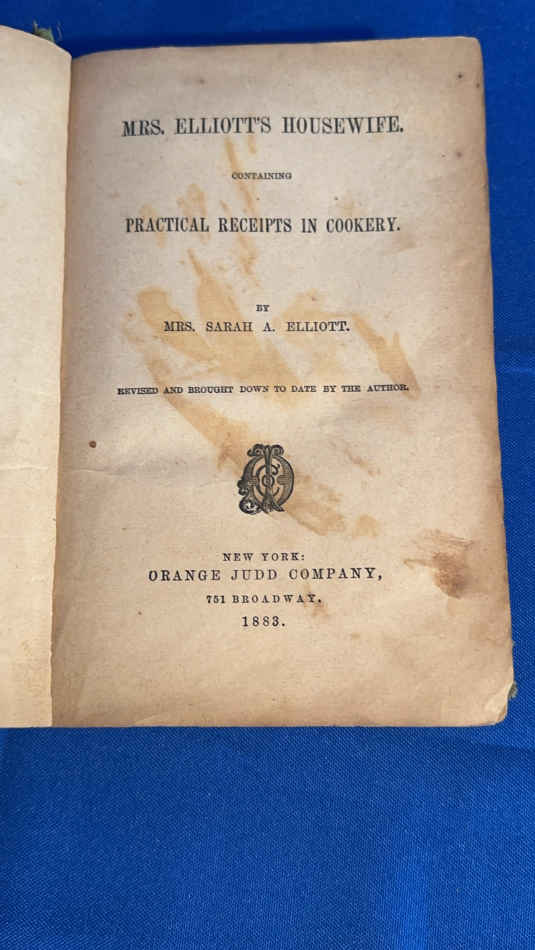 MRS. ELLIOTT'S HOUSEWIFE.
CONTAINING
PRACTICAL RECEIPTS IN COOKERY.
BY
MRS. SARAH A. ELLIOTT.
REVISED AND BROUGHT DOWN TO DATE BY THE AUTHOR.
NEW YORK:
ORANGE JUDD COMPANY,
751 BROADWAY.
1883.